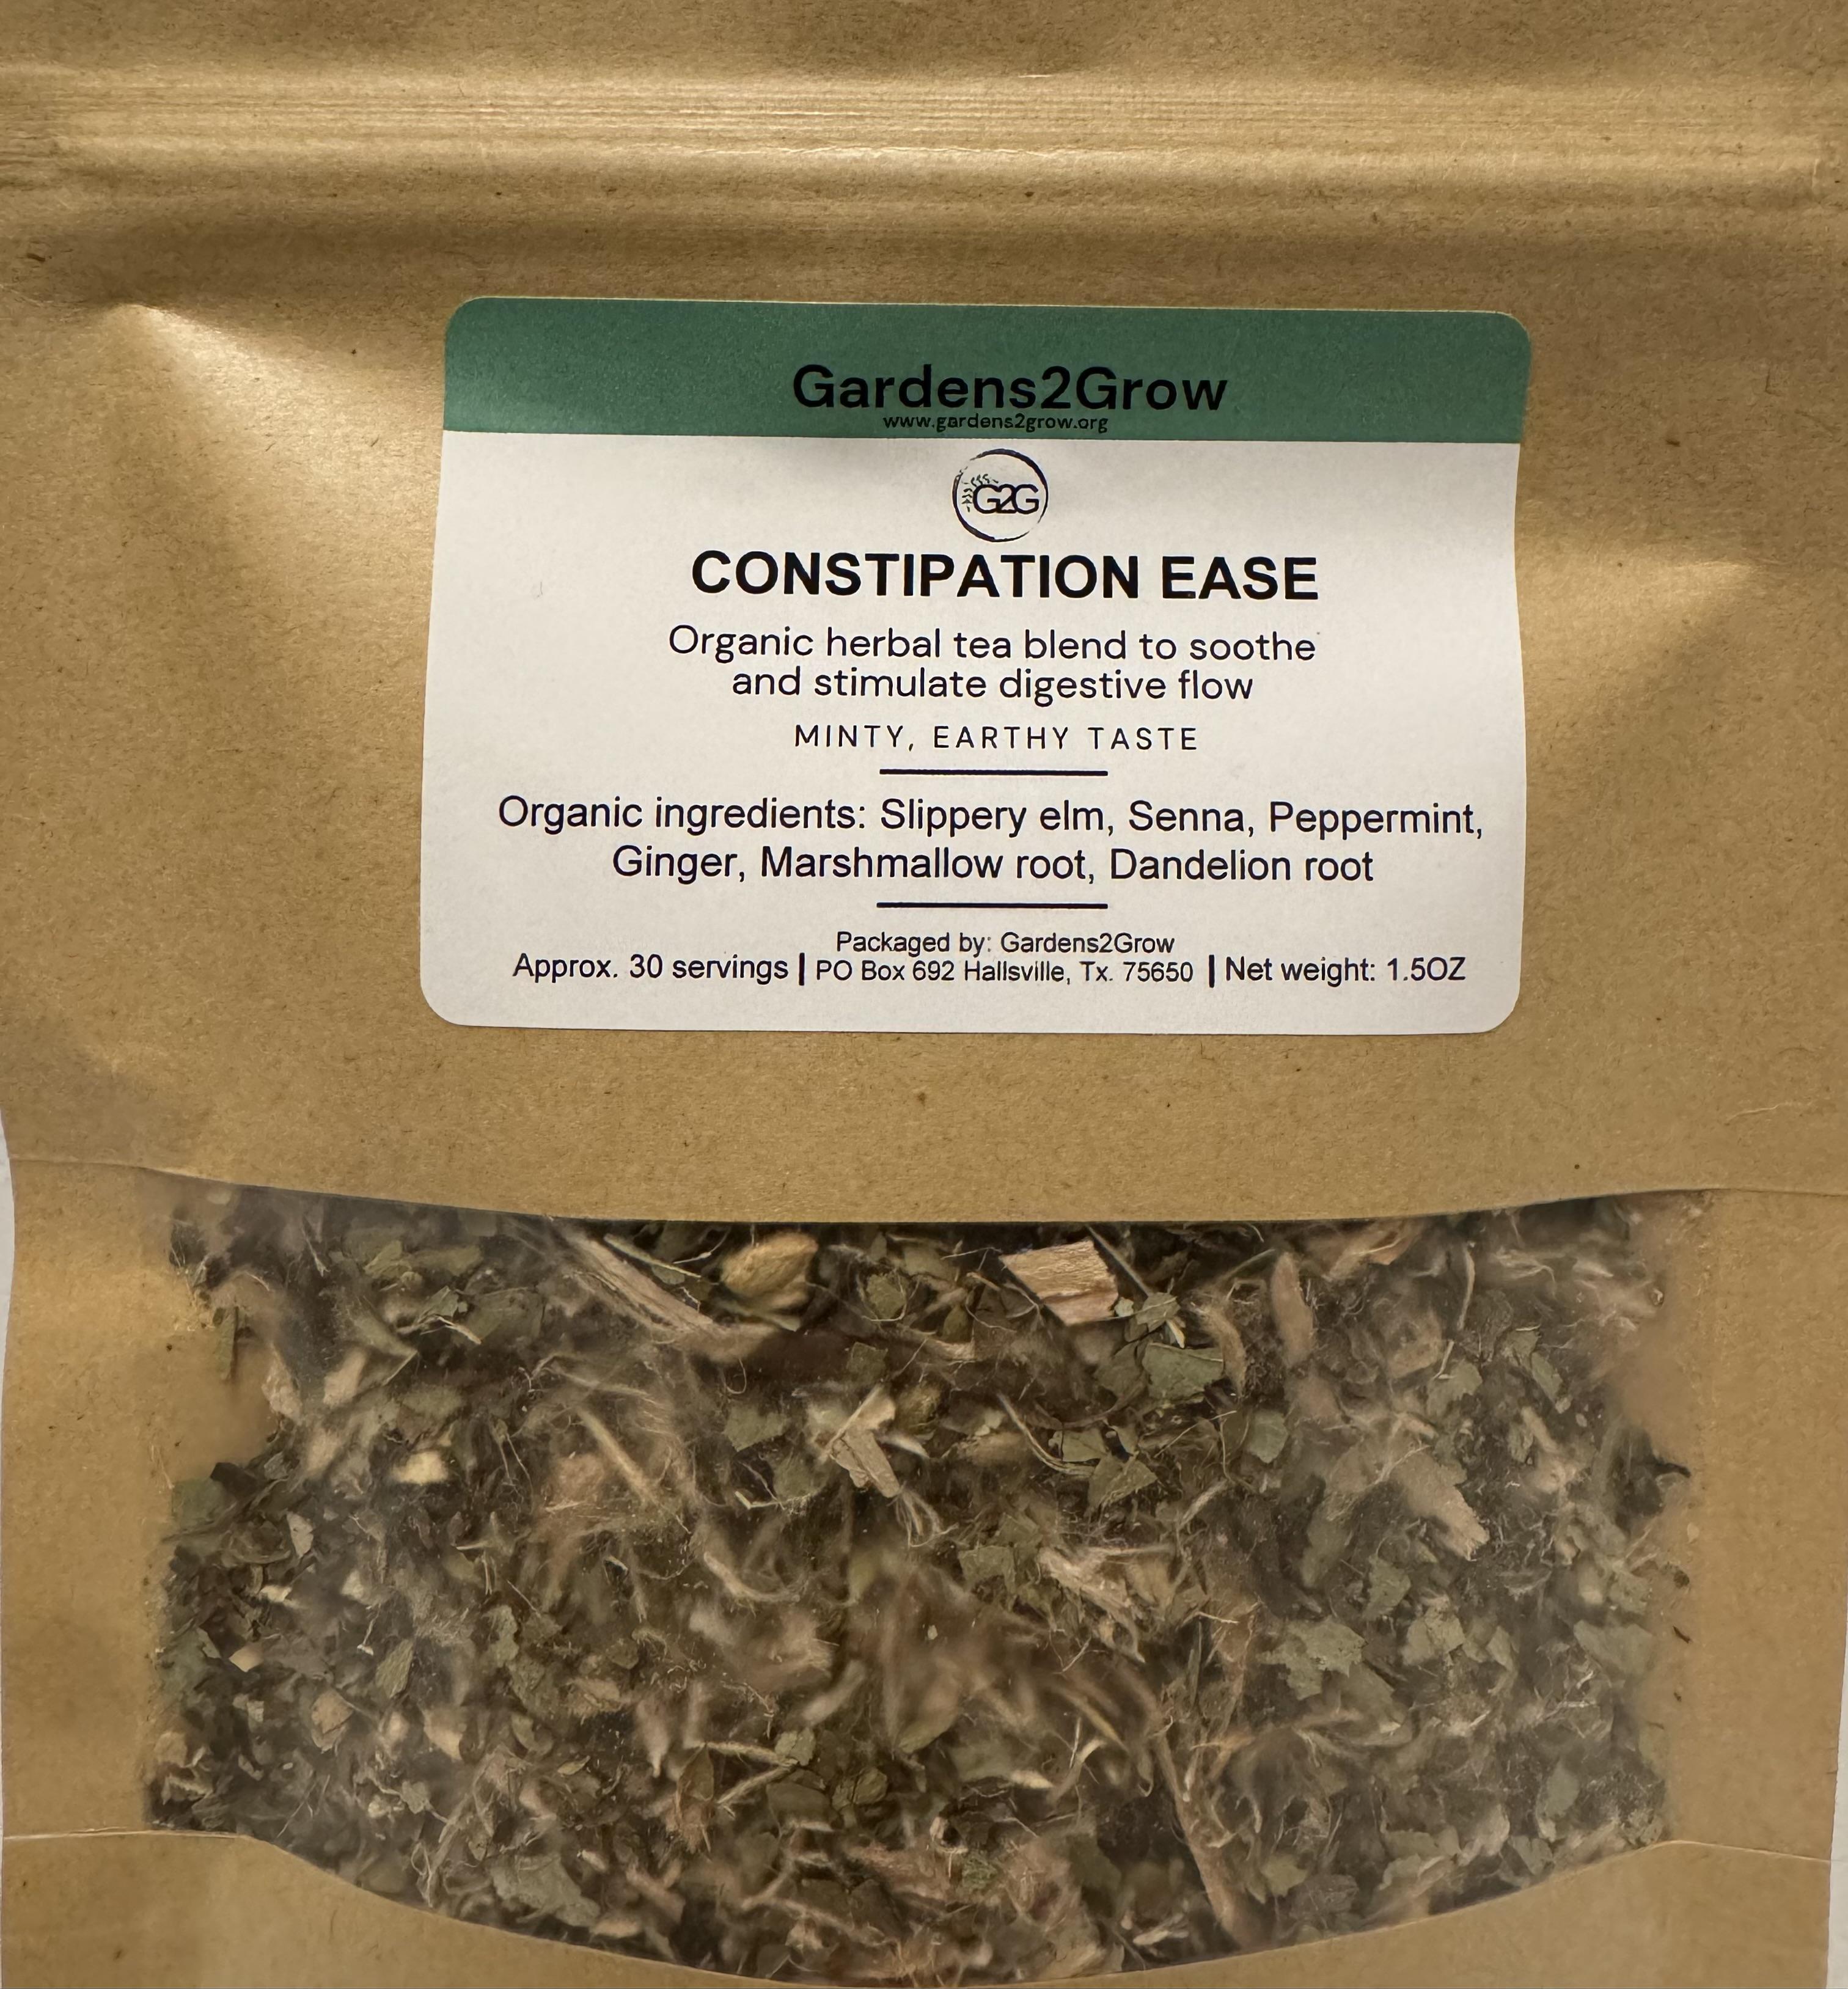 Gardens2Grow
www.gardens2grow.org
G2G
CONSTIPATION EASE
Organic herbal tea blend to soothe
and stimulate digestive flow
MINTY, EARTHY TASTE
Organic ingredients: Slippery elm, Senna, Peppermint,
Ginger, Marshmallow root, Dandelion root
Packaged by: Gardens2Grow
Approx. 30 servings | PO Box 692 Hallsville, Tx. 75650 | Net weight: 1.5OZ